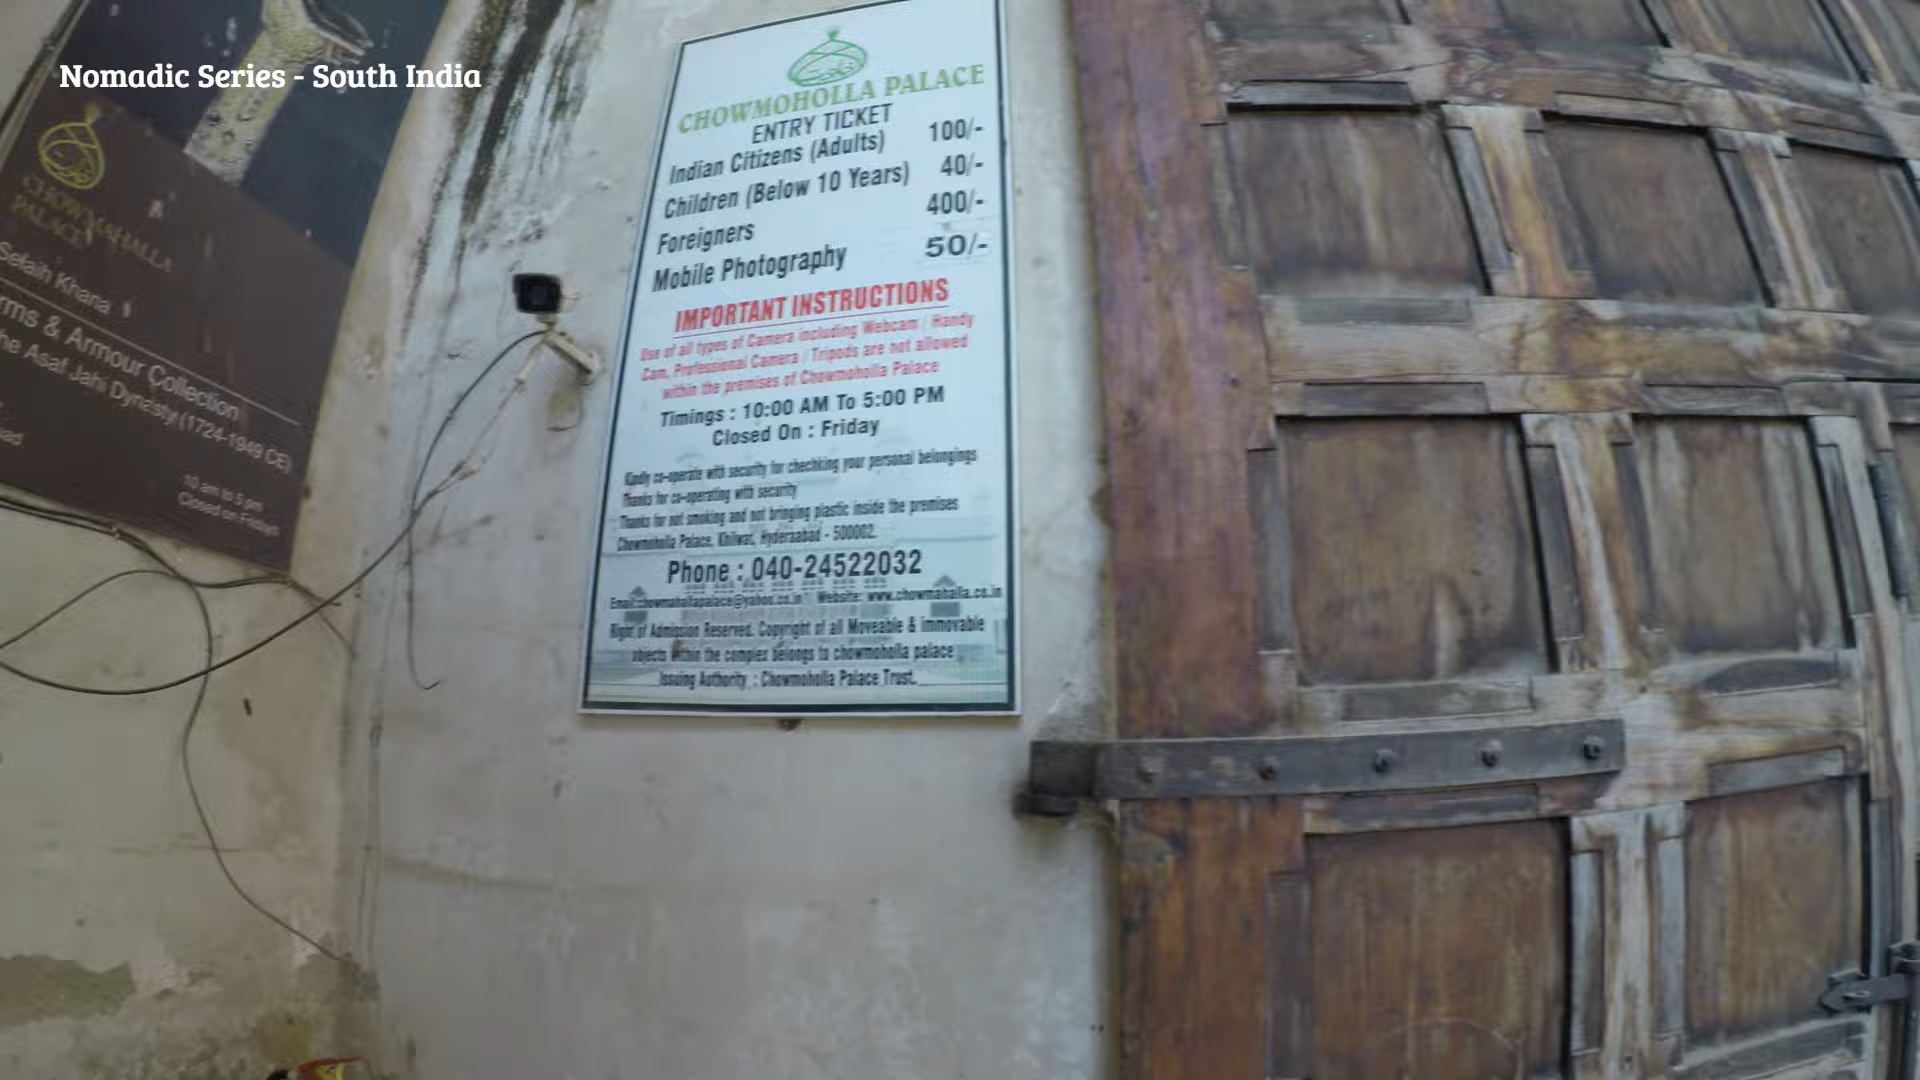 Nomadic Series - South India
CHOWMAHALLA
PALACE
Selaih Khana
Arms & Armour Collection
the Asaf Jahi Dynasty (1724-1949 CE)
10 am to 5 pm
Closed on Fridays
CHOWMOHOLLA PALACE
ENTRY TICKET
Indian Citizens (Adults) 100/-
Children (Below 10 Years) 40/-
Foreigners 400/-
Mobile Photography 50/-
IMPORTANT INSTRUCTIONS
Use of all types of Camera including Webcam / Handy
Cam, Professional Camera / Tripods are not allowed
within the premises of Chowmoholla Palace
Timings : 10:00 AM To 5:00 PM
Closed On : Friday
Kindly co-operate with security for chechking your personal belongings
Thanks for co-operating with security
Thanks for not smoking and not bringing plastic inside the premises
Chowmoholla Palace, Khilwat, Hyderaabad - 500002.
Phone : 040-24522032
Email:chowmahallapalace@yahoo.co.in Website: www.chowmahalla.co.in
Right of Admission Reserved. Copyright of all Moveable & immovable
objects within the complex belongs to chowmoholla palace
Issuing Authority : Chowmoholla Palace Trust.